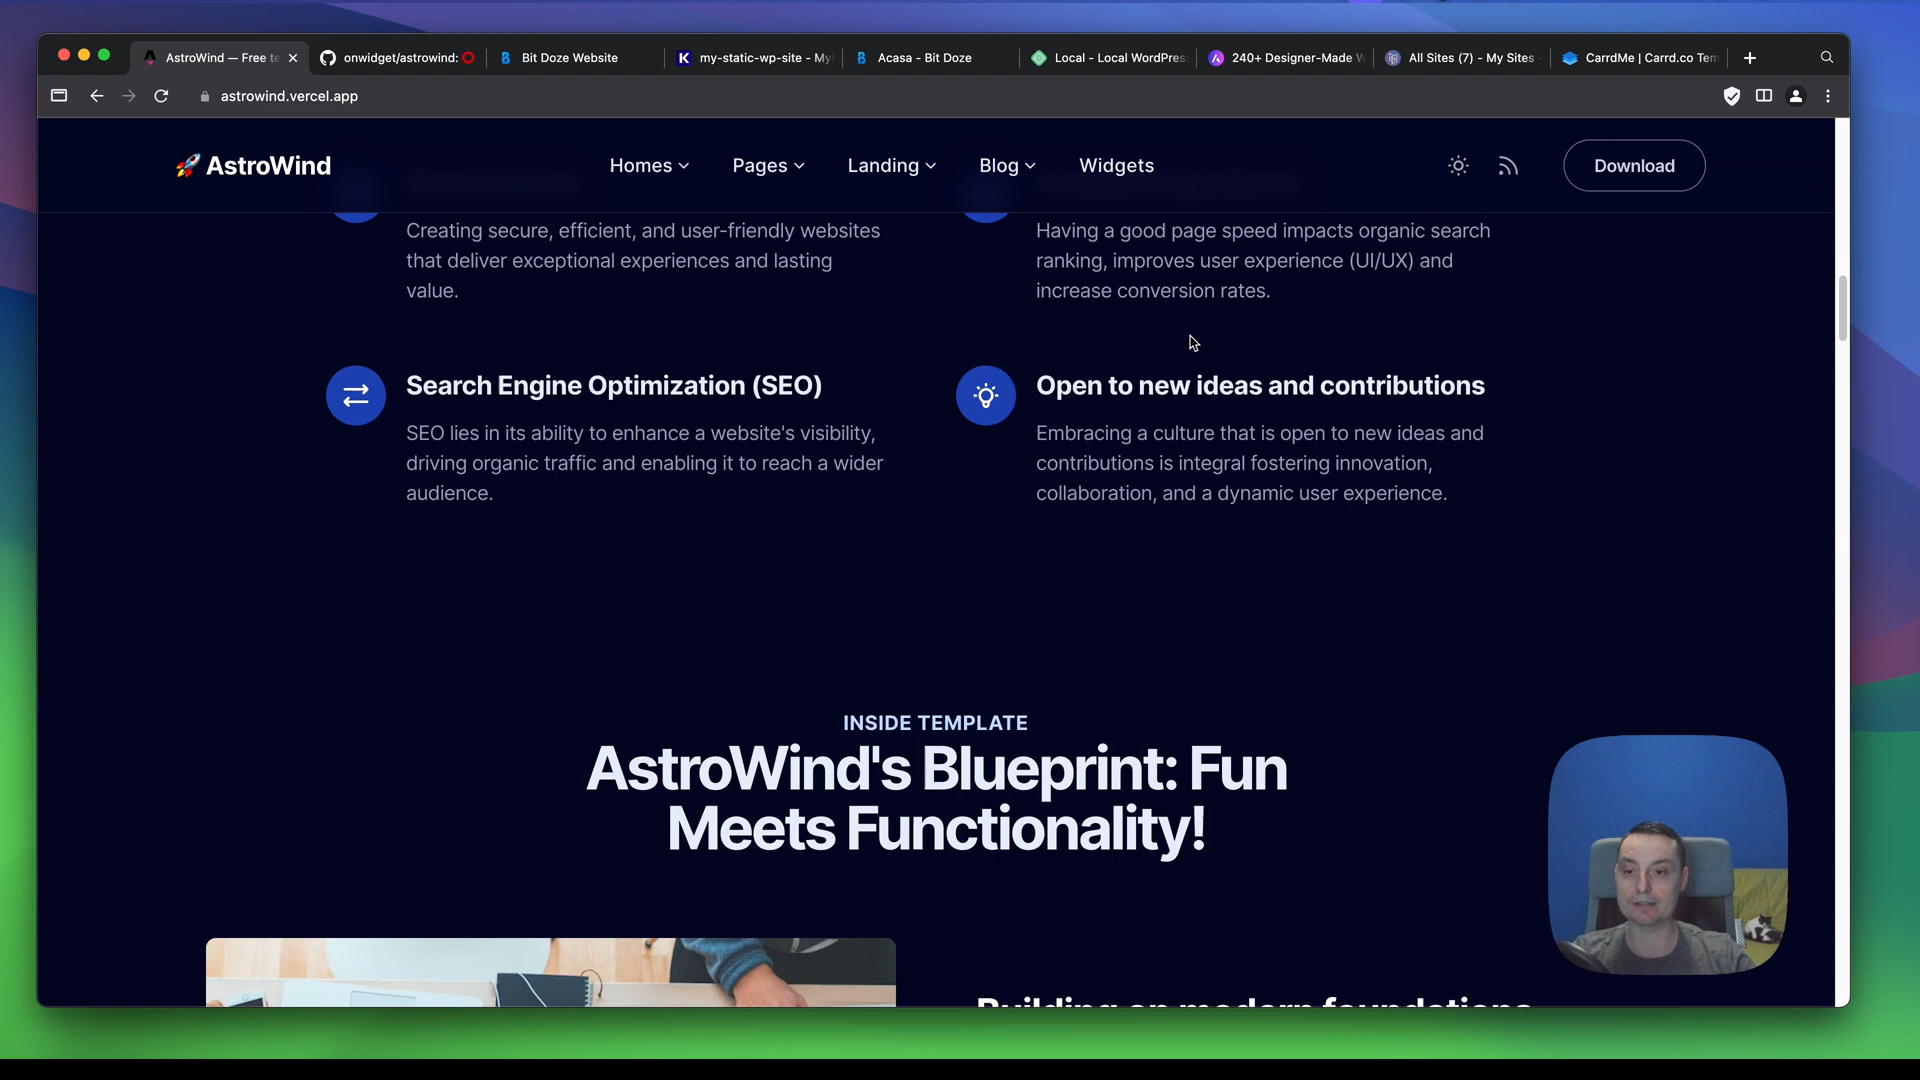 AstroWind — Free te
onwidget/astrowind:
Bit Doze Website
my-static-wp-site - My
Acasa - Bit Doze
Local - Local WordPres
240+ Designer-Made W
All Sites (7) - My Sites
CarrdMe | Carrd.co Tem
astrowind.vercel.app
AstroWind
Homes
Pages
Landing
Blog
Widgets
Download
Creating secure, efficient, and user-friendly websites
that deliver exceptional experiences and lasting
value.
Having a good page speed impacts organic search
ranking, improves user experience (UI/UX) and
increase conversion rates.
Search Engine Optimization (SEO)
SEO lies in its ability to enhance a website's visibility,
driving organic traffic and enabling it to reach a wider
audience.
Open to new ideas and contributions
Embracing a culture that is open to new ideas and
contributions is integral fostering innovation,
collaboration, and a dynamic user experience.
INSIDE TEMPLATE
AstroWind's Blueprint: Fun
Meets Functionality!
Building on modern foundations